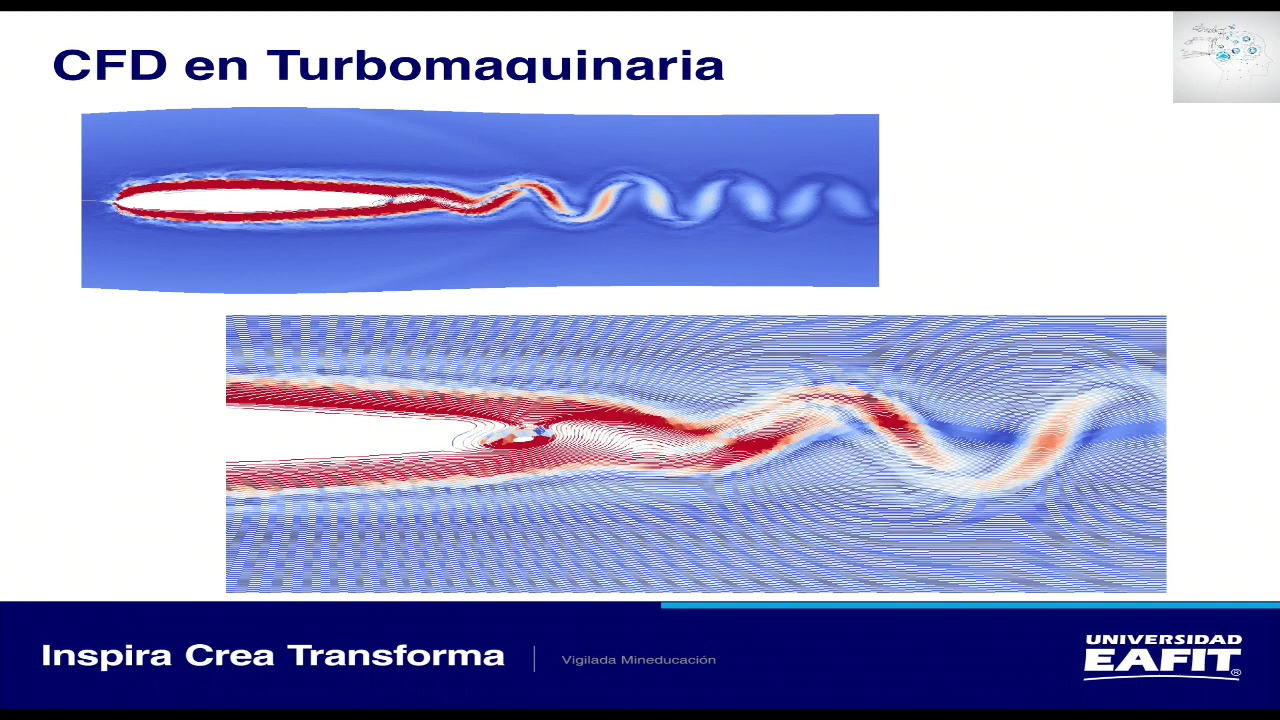 CFD en Turbomaquinaria
Inspira Crea Transforma
Vigilada Mineducación
UNIVERSIDAD
EAFIT®